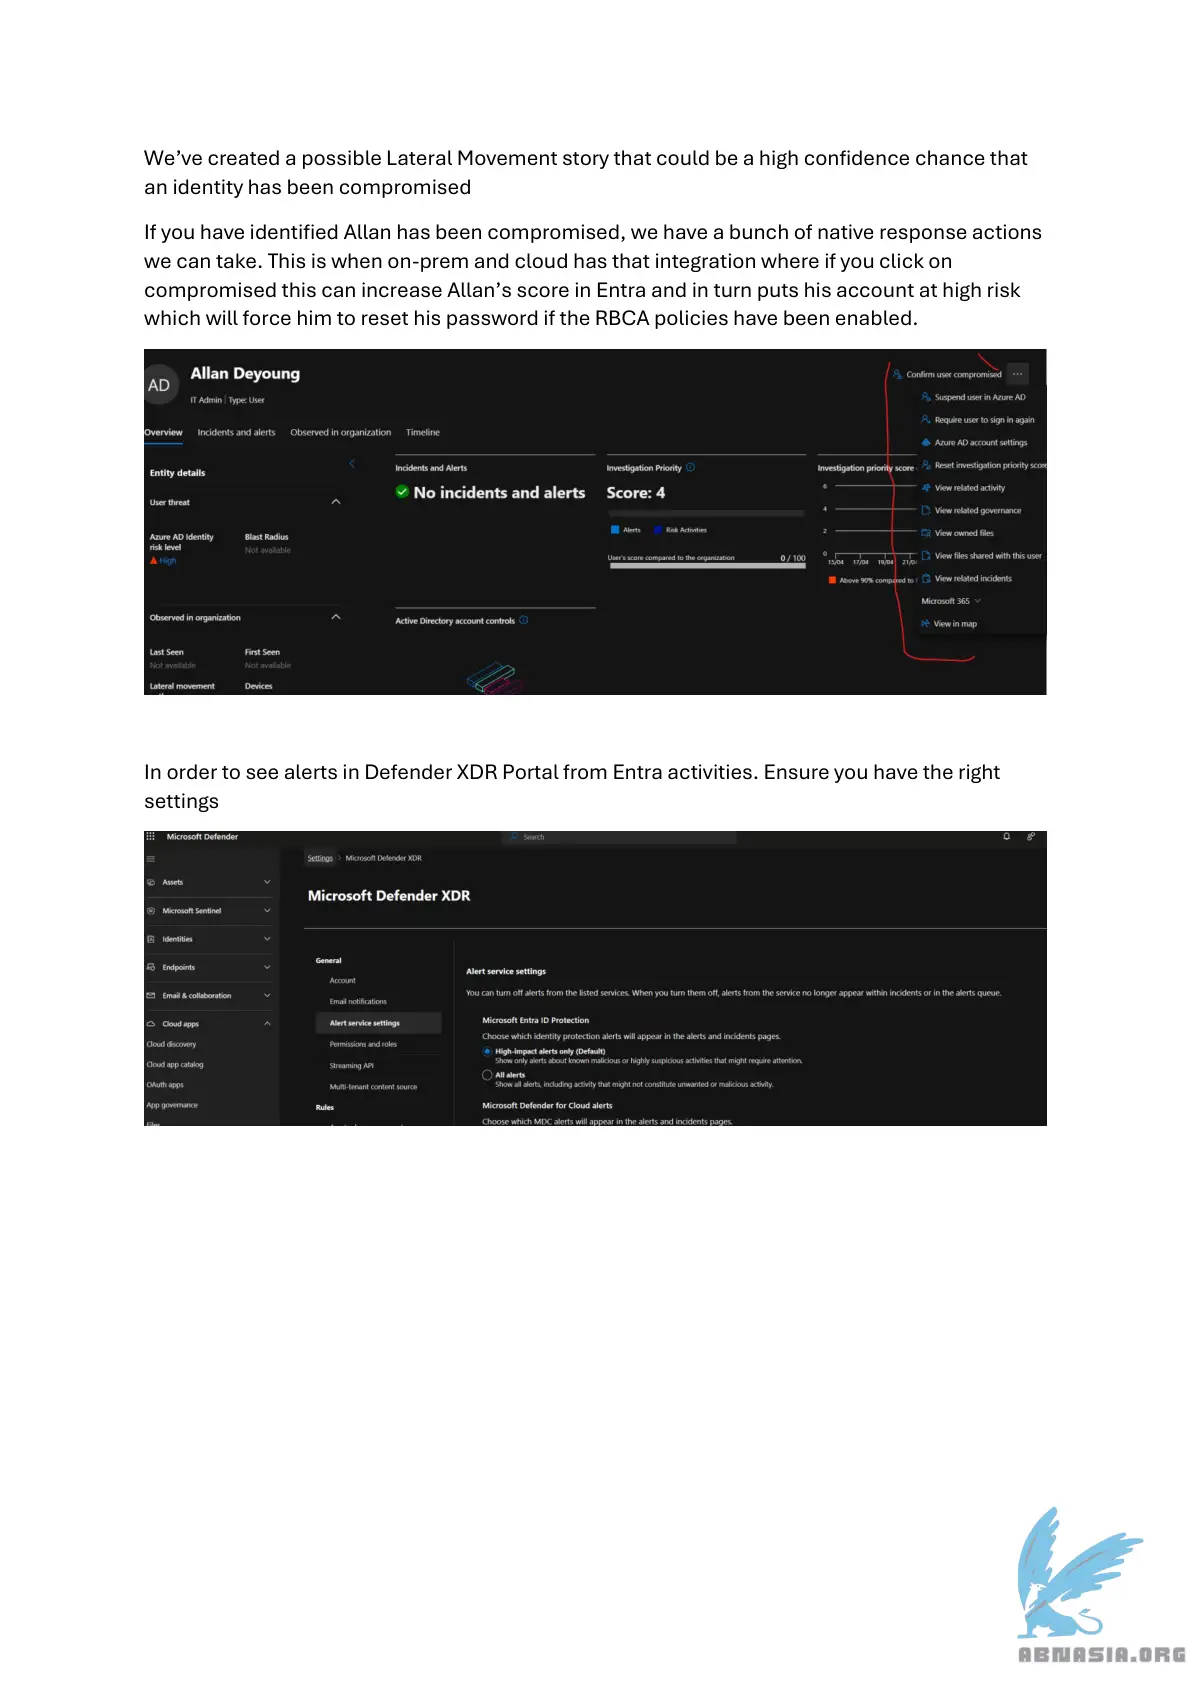 We've created a possible Lateral Movement story that could be a high confidence chance that
an identity has been compromised
If you have identified Allan has been compromised, we have a bunch of native response actions
we can take. This is when on-prem and cloud has that integration where if you click on
compromised this can increase Allan's score in Entra and in turn puts his account at high risk
which will force him to reset his password if the RBCA policies have been enabled.
AD
Allan Deyoung
IT Admin | Type: User
Overview Incidents and alerts Observed in organization Timeline
Entity details
User threat
Azure AD Identity
risk level
High
Blast Radius
Not available
Observed in organization
Last Seen
Not available
First Seen
Not available
Lateral movement
Devices
Incidents and Alerts
No incidents and alerts
Active Directory account controls
Investigation Priority
Score: 4
Alerts Risk Activities
User's score compared to the organization 0 / 100
Investigation priority score
6
4
2
0
15/04 17/04 19/04 21/04
Above 90% compared to
Confirm user compromised ...
Suspend user in Azure AD
Require user to sign in again
Azure AD account settings
Reset investigation priority score
View related activity
View related governance
View owned files
View files shared with this user
View related incidents
Microsoft 365
View in map
In order to see alerts in Defender XDR Portal from Entra activities. Ensure you have the right
settings
Microsoft Defender
Search
Assets
Microsoft Sentinel
Identities
Endpoints
Email & collaboration
Cloud apps
Cloud discovery
Cloud app catalog
OAuth apps
App governance
Files
Settings > Microsoft Defender XDR
Microsoft Defender XDR
General
Account
Email notifications
Alert service settings
Permissions and roles
Streaming API
Multi-tenant content source
Rules
Alert service settings
You can turn off alerts from the listed services. When you turn them off, alerts from the service no longer appear within incidents or in the alerts queue.
Microsoft Entra ID Protection
Choose which identity protection alerts will appear in the alerts and incidents pages.
High-impact alerts only (Default)
Show only alerts about known malicious or highly suspicious activities that might require attention.
All alerts
Show all alerts, including activity that might not constitute unwanted or malicious activity.
Microsoft Defender for Cloud alerts
Choose which MDC alerts will appear in the alerts and incidents pages.
ABNASIA.ORG